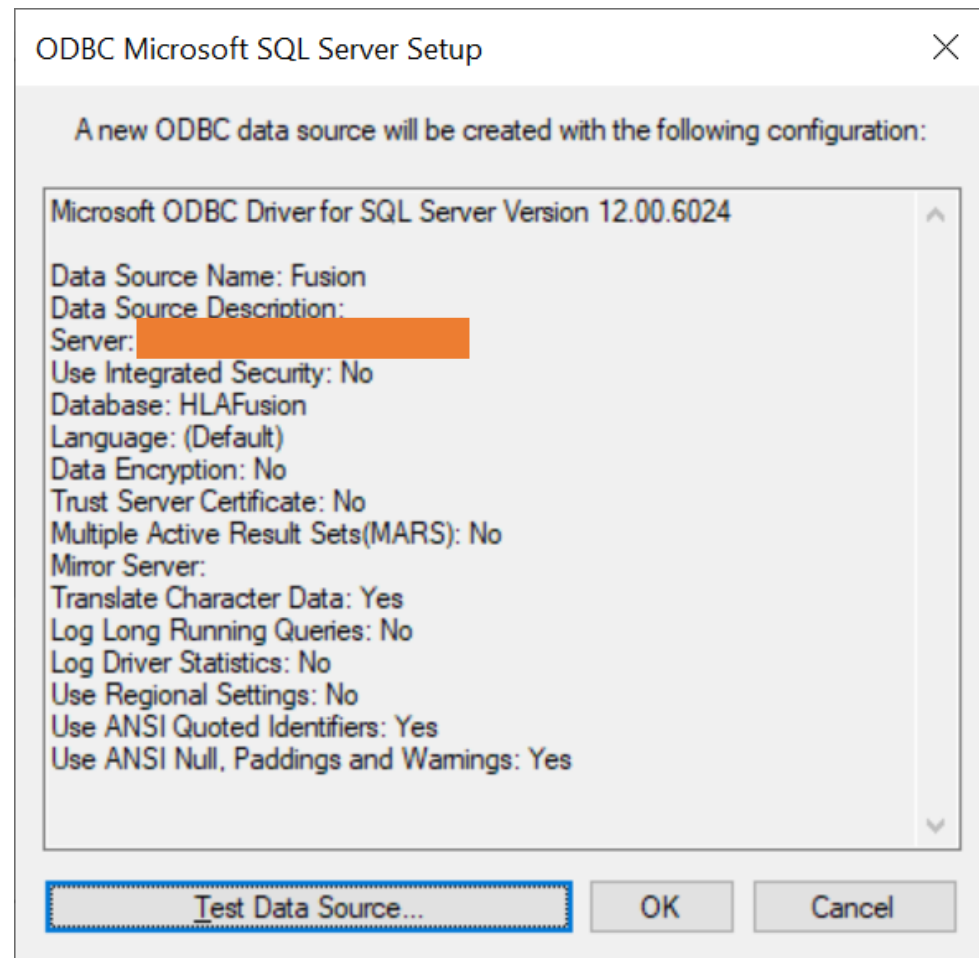 ODBC Microsoft SQL Server Setup
A new ODBC data source will be created with the following configuration:
Microsoft ODBC Driver for SQL Server Version 12.00.6024
Data Source Name: Fusion
Data Source Description:
Server:
Use Integrated Security: No
Database: HLAFusion
Language: (Default)
Data Encryption: No
Trust Server Certificate: No
Multiple Active Result Sets(MARS): No
Mirror Server:
Translate Character Data: Yes
Log Long Running Queries: No
Log Driver Statistics: No
Use Regional Settings: No
Use ANSI Quoted Identifiers: Yes
Use ANSI Null, Paddings and Warnings: Yes
Test Data Source... OK Cancel